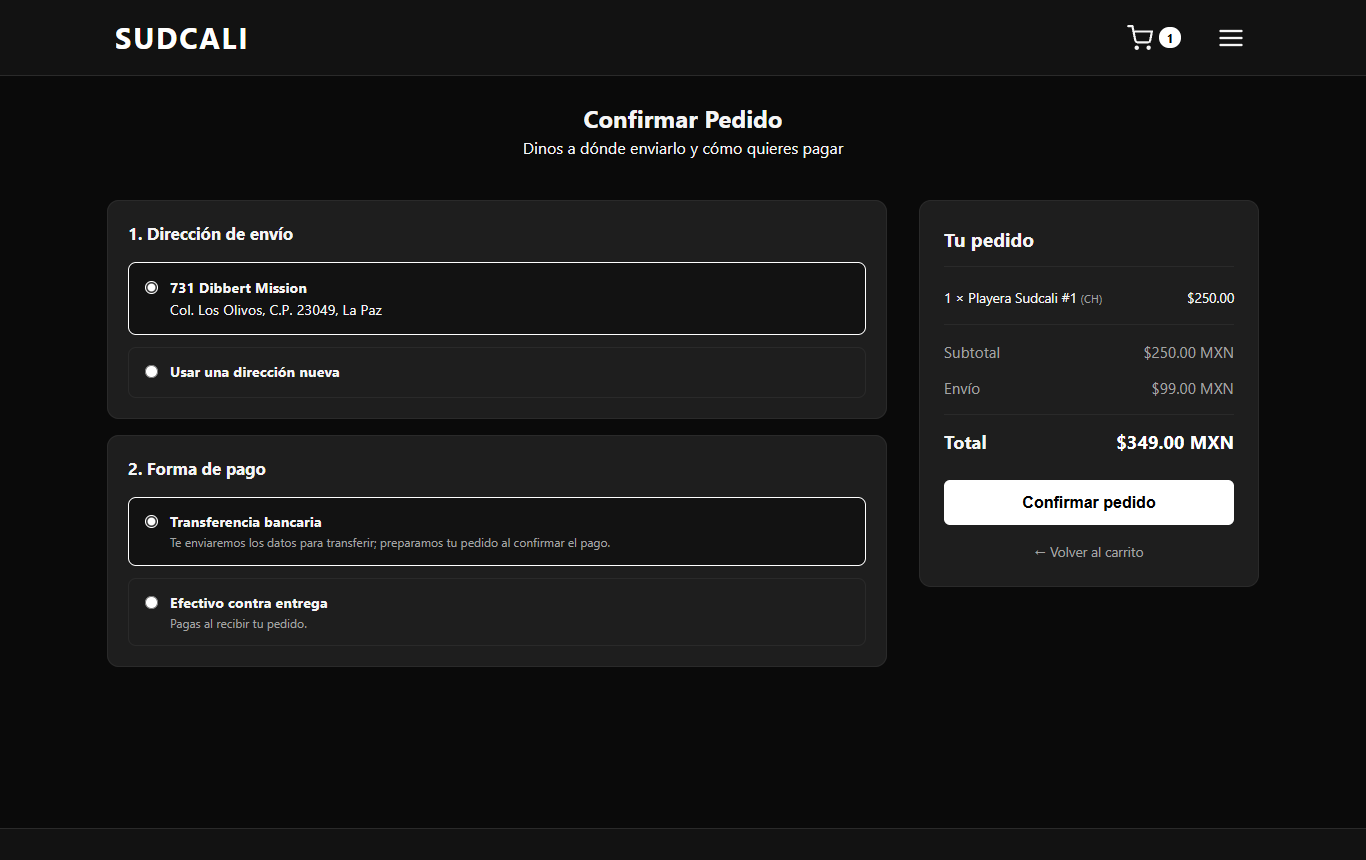 SUDCALI
1
Confirmar Pedido
Dinos a dónde enviarlo y cómo quieres pagar
1. Dirección de envío
731 Dibbert Mission
Col. Los Olivos, C.P. 23049, La Paz
Usar una dirección nueva
2. Forma de pago
Transferencia bancaria
Te enviaremos los datos para transferir; preparamos tu pedido al confirmar el pago.
Efectivo contra entrega
Pagas al recibir tu pedido.
Tu pedido
1 × Playera Sudcali #1 (CH) $250.00
Subtotal $250.00 MXN
Envío $99.00 MXN
Total $349.00 MXN
Confirmar pedido
← Volver al carrito